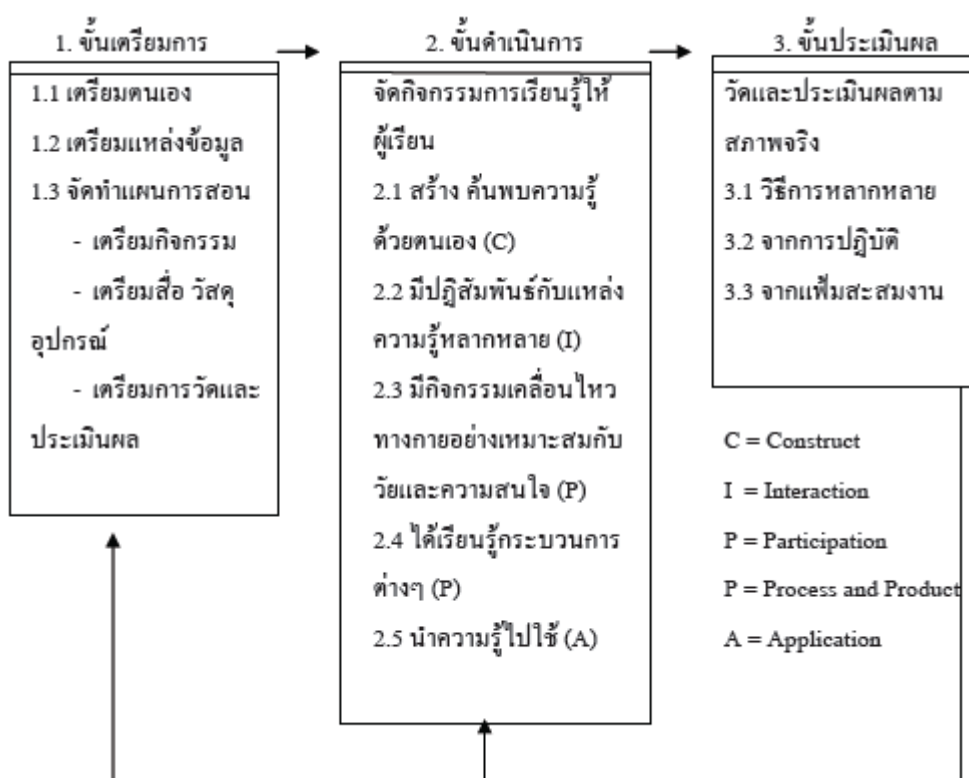 1. ขั้นเตรียมการ
1.1 เตรียมตนเอง
1.2 เตรียมแหล่งข้อมูล
1.3 จัดทำแผนการสอน
- เตรียมกิจกรรม
- เตรียมสื่อ วัสดุ
อุปกรณ์
- เตรียมการวัดและ
ประเมินผล
2. ขั้นดำเนินการ
จัดกิจกรรมการเรียนรู้ให้
ผู้เรียน
2.1 สร้าง ค้นพบความรู้
ด้วยตนเอง (C)
2.2 มีปฏิสัมพันธ์กับแหล่ง
ความรู้หลากหลาย (I)
2.3 มีกิจกรรมเคลื่อนไหว
ทางกายอย่างเหมาะสมกับ
วัยและความสนใจ (P)
2.4 ได้เรียนรู้กระบวนการ
ต่างๆ (P)
2.5 นำความรู้ไปใช้ (A)
3. ขั้นประเมินผล
วัดและประเมินผลตาม
สภาพจริง
3.1 วิธีการหลากหลาย
3.2 จากการปฏิบัติ
3.3 จากแฟ้มสะสมงาน
C = Construct
I = Interaction
P = Participation
P = Process and Product
A = Application